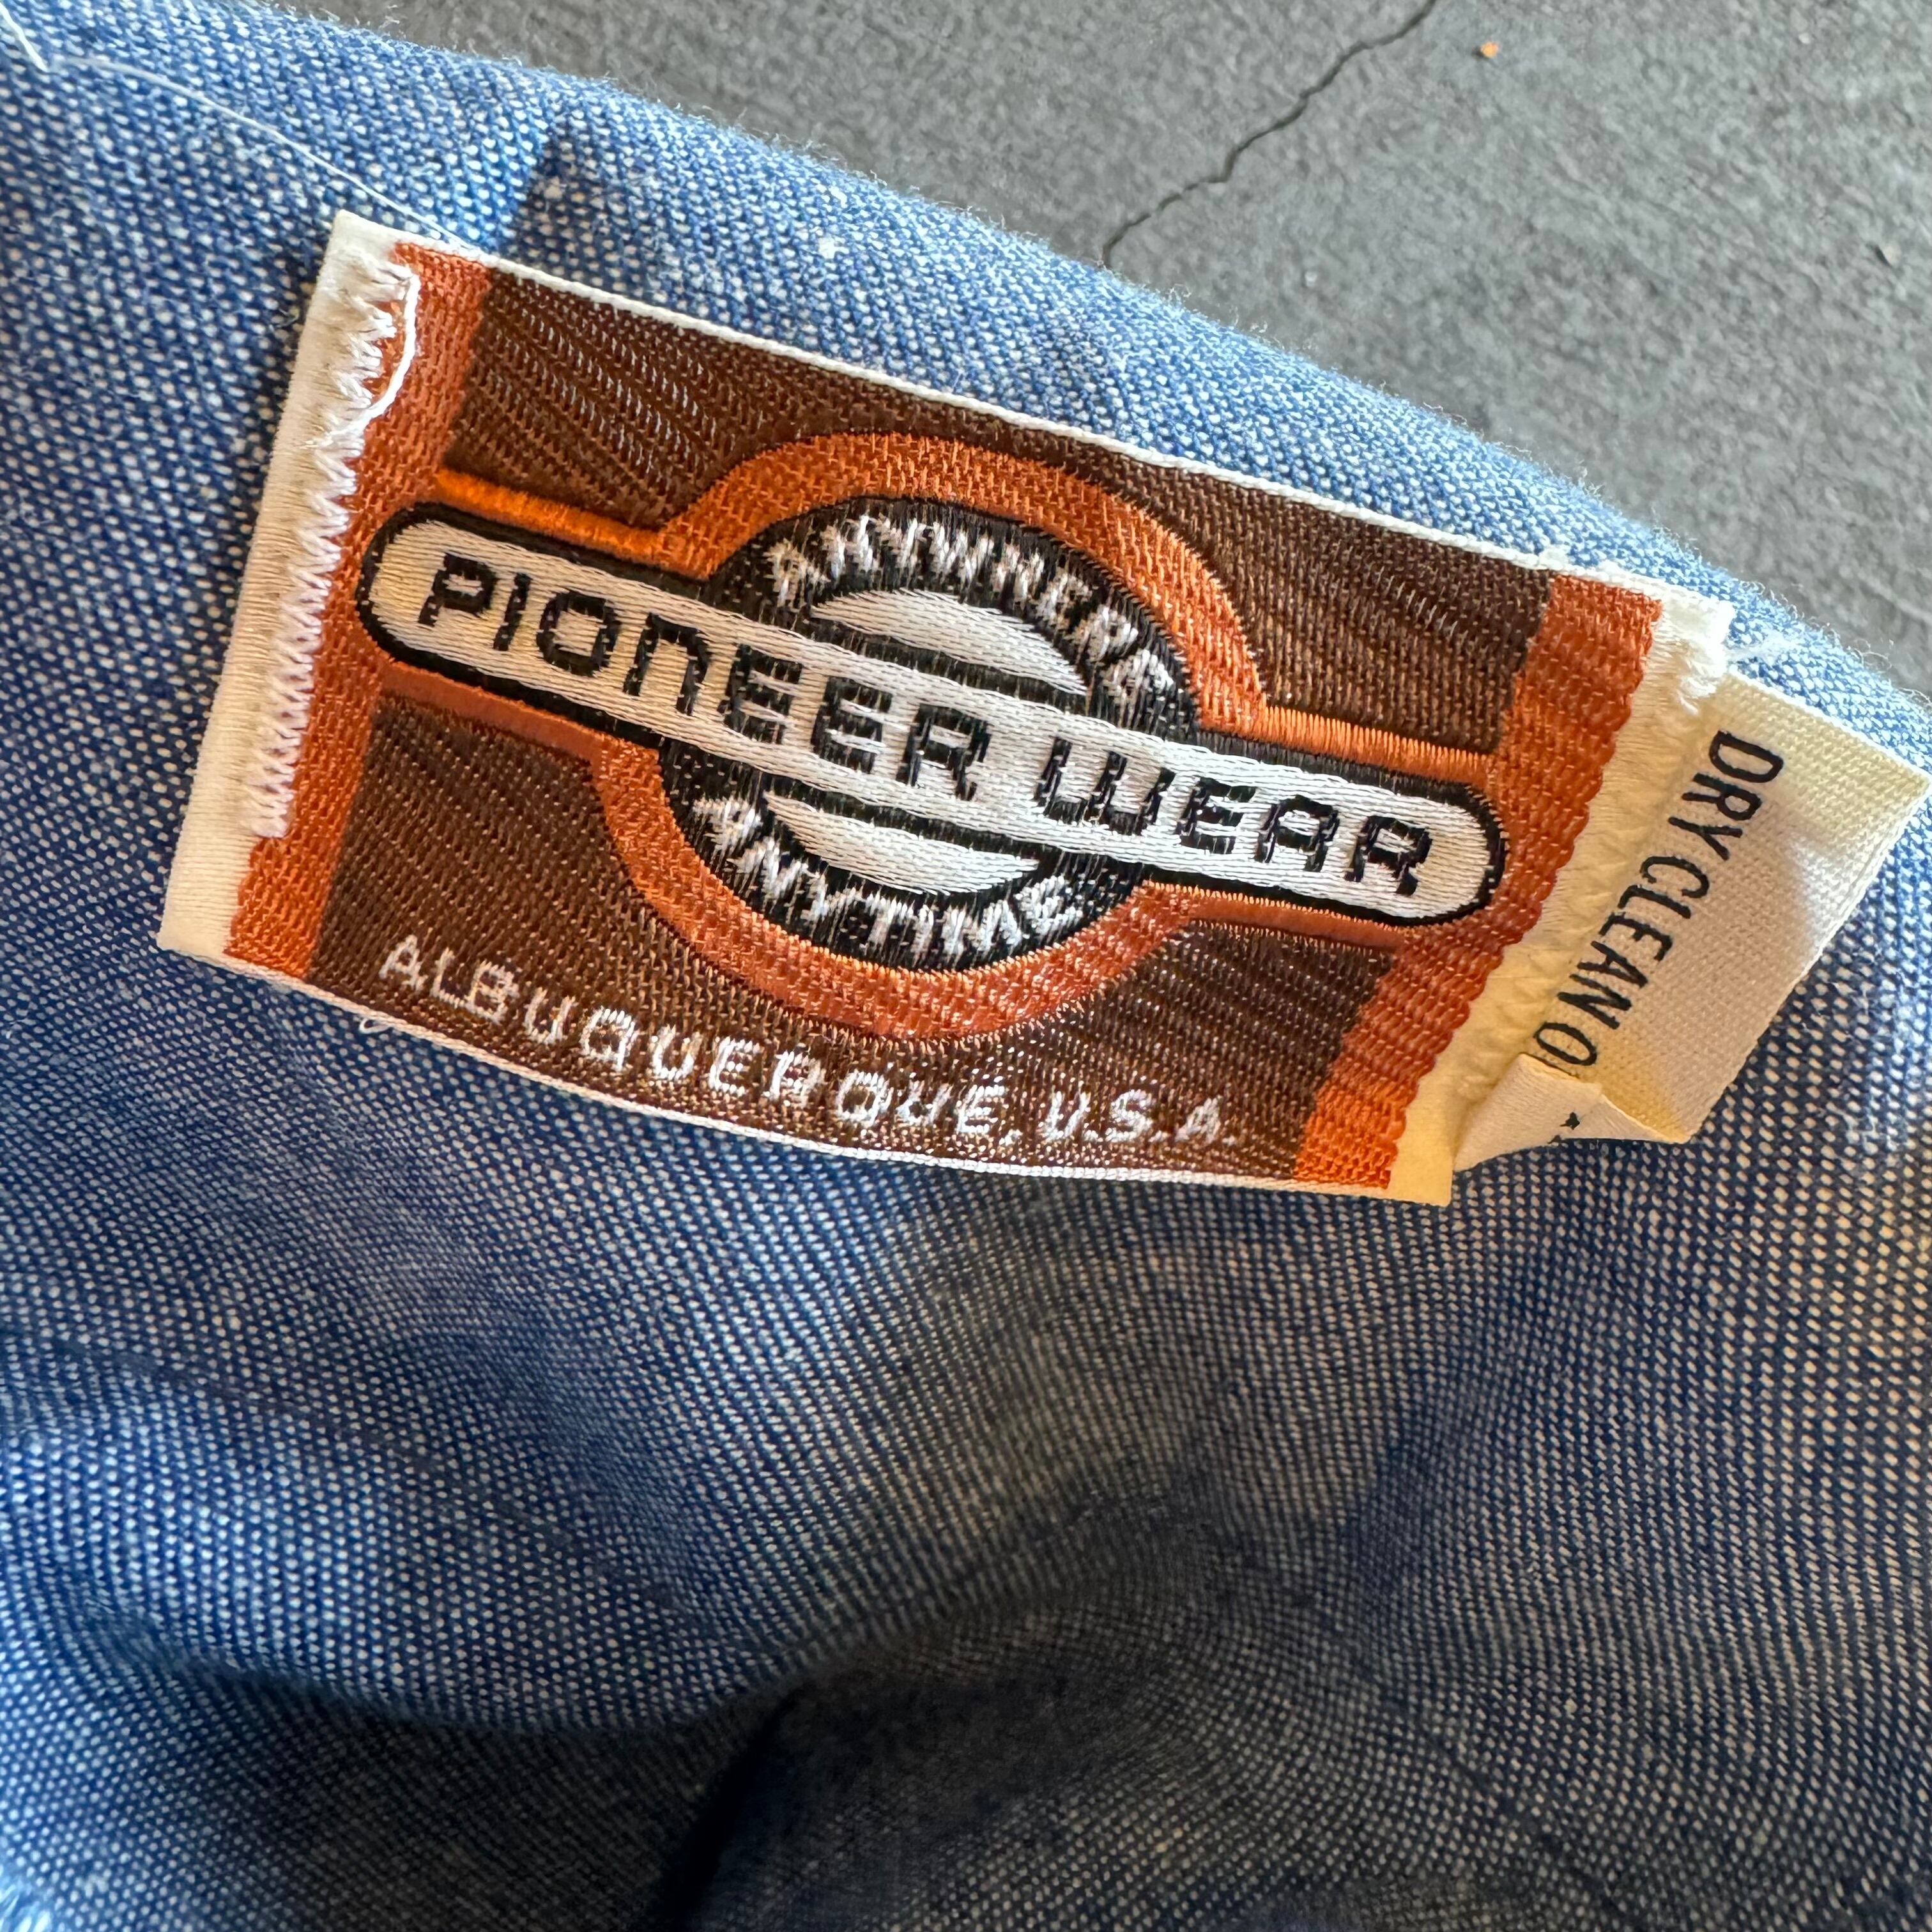 ANYWHERE
PIONEER WEAR
ANYTIME
ALBUQUERQUE, U.S.A.
DRY CLEAN O